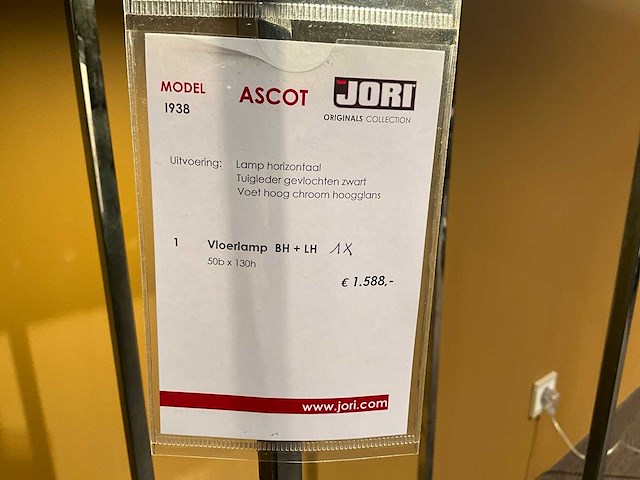 MODEL
1938
ASCOT
JORI
ORIGINALS COLLECTION
Uitvoering: Lamp horizontaal
Tuigleder gevlochten zwart
Voet hoog chroom hoogglans
1 Vloerlamp BH + LH 1X
50b x 130h
€ 1.588,-
www.jori.com